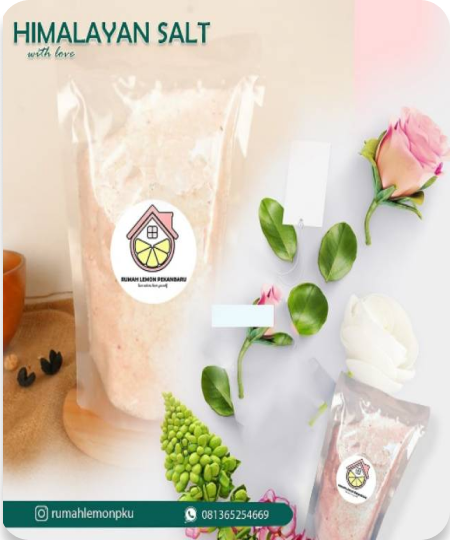 HIMALAYAN SALT
with love
RUMAH LEMON PEKANBARU
rumahlemonpku
081365254669